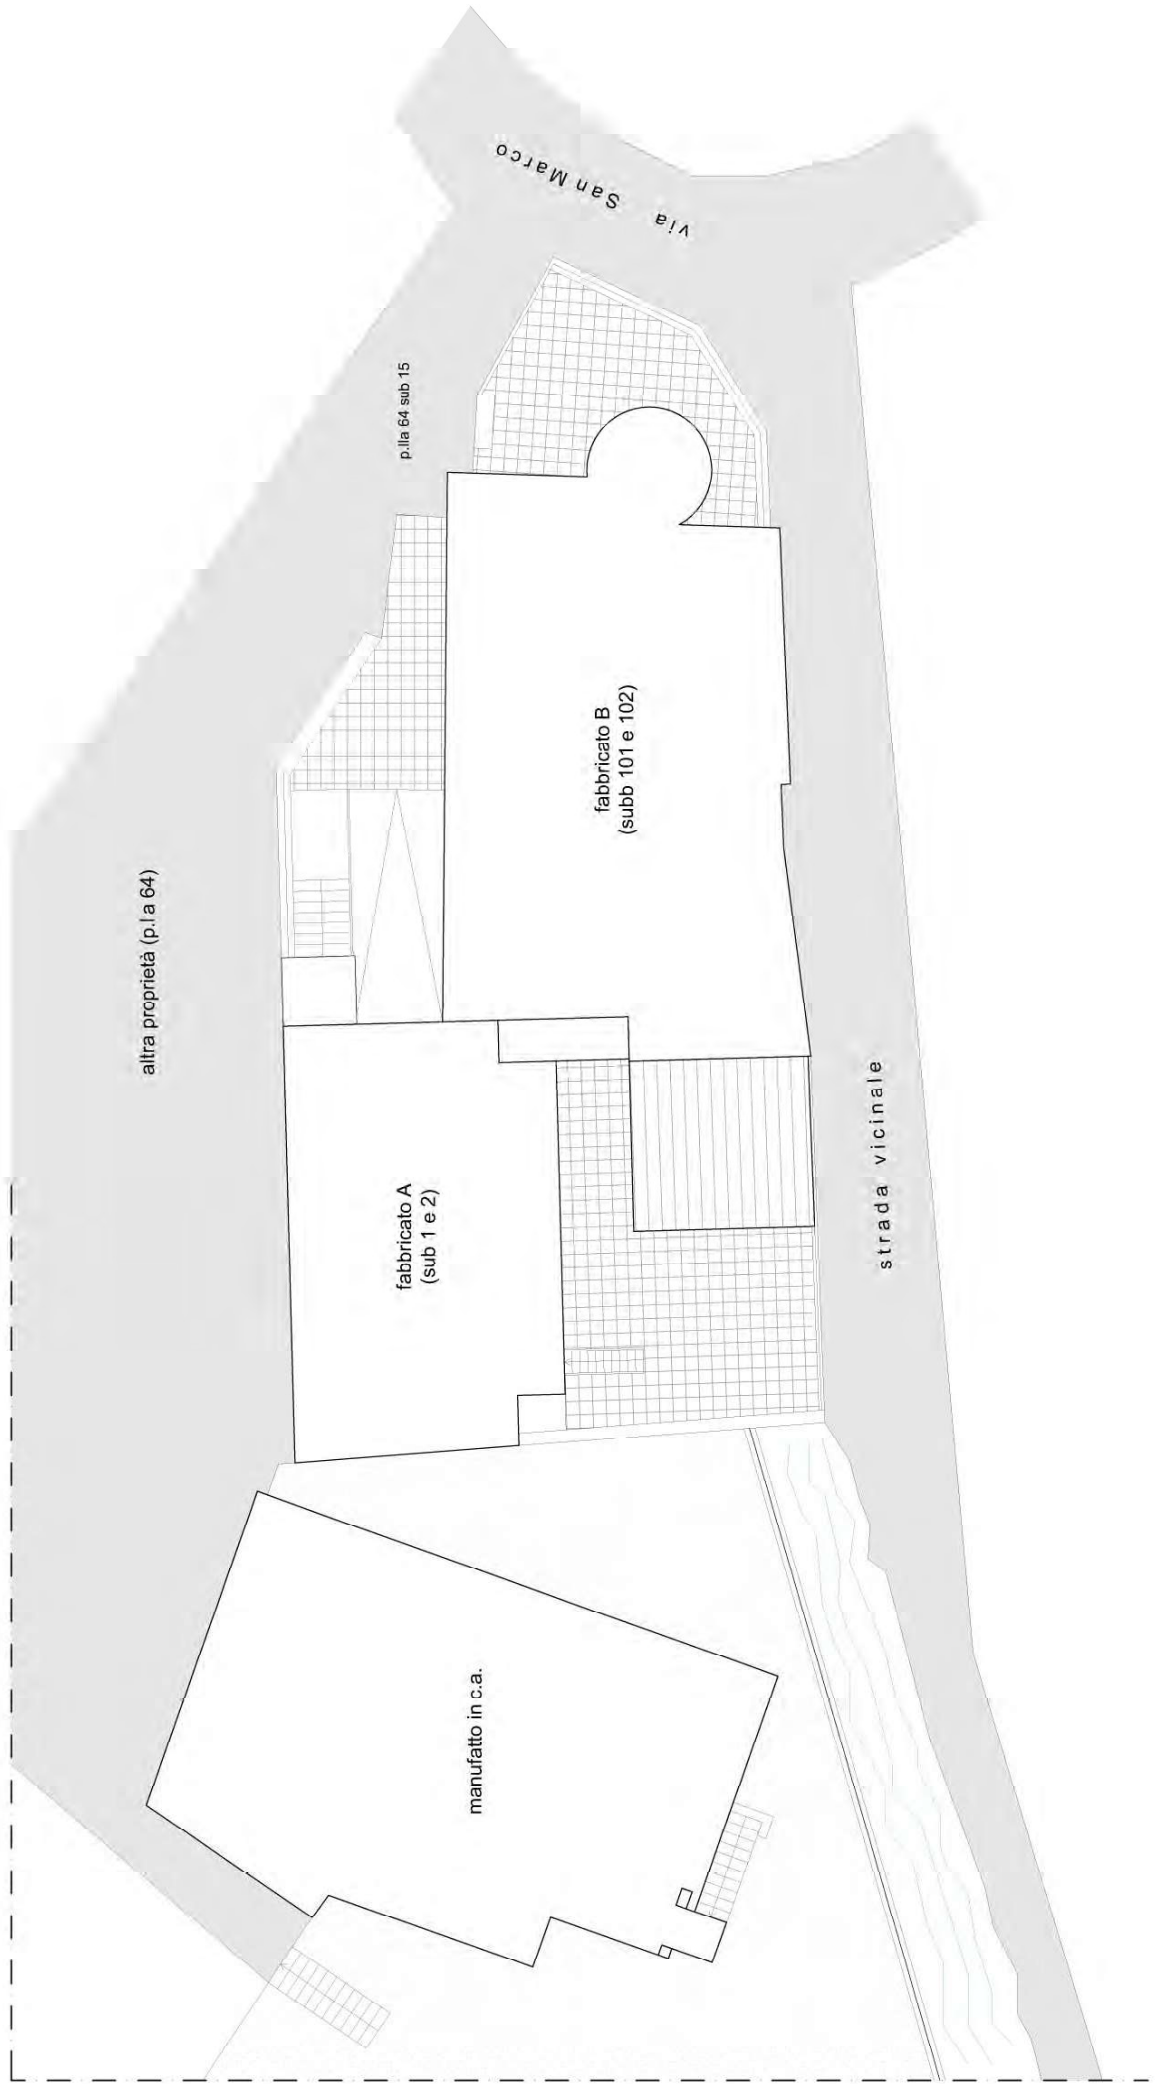 via San Marco
p.lla 64 sub 15
fabbricato B
(subb 101 e 102)
altra proprietà (p.la 64)
strada vicinale
fabbricato A
(sub 1 e 2)
manufatto in c.a.